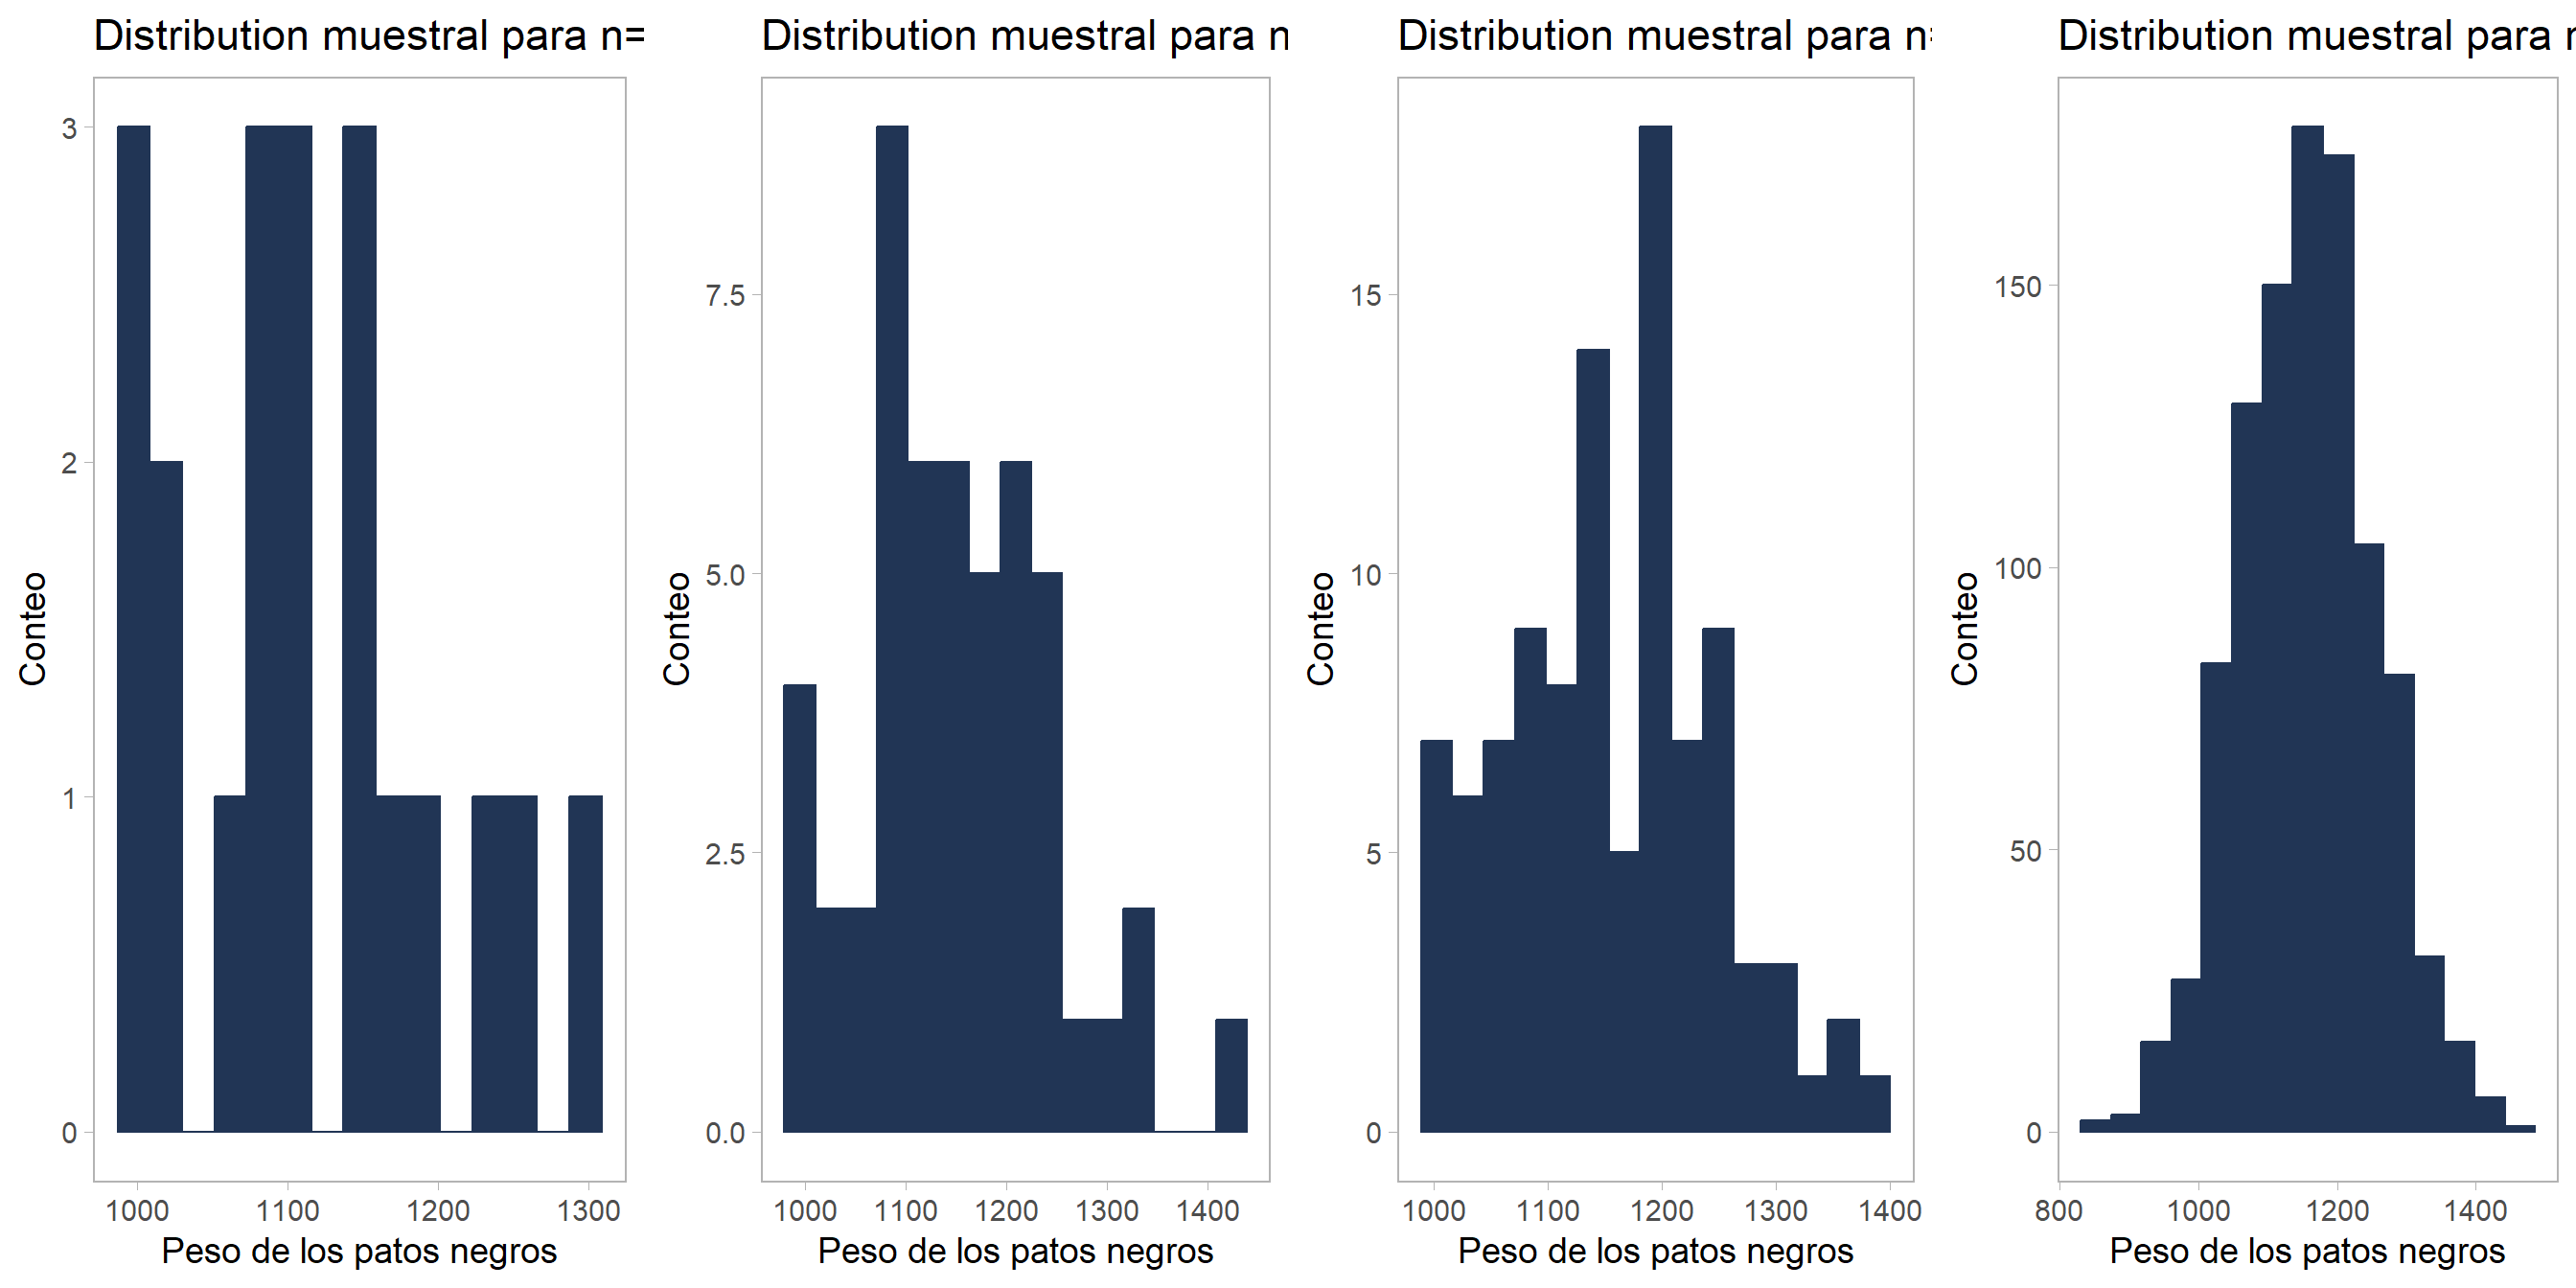 Distribution muestral para n=
3
2
1
0
Conteo
1000 1100 1200 1300
Peso de los patos negros
Distribution muestral para n
7.5
5.0
2.5
0.0
Conteo
1000 1100 1200 1300 1400
Peso de los patos negros
Distribution muestral para n=
15
10
5
0
Conteo
1000 1100 1200 1300 1400
Peso de los patos negros
Distribution muestral para n
150
100
50
0
Conteo
800 1000 1200 1400
Peso de los patos negros